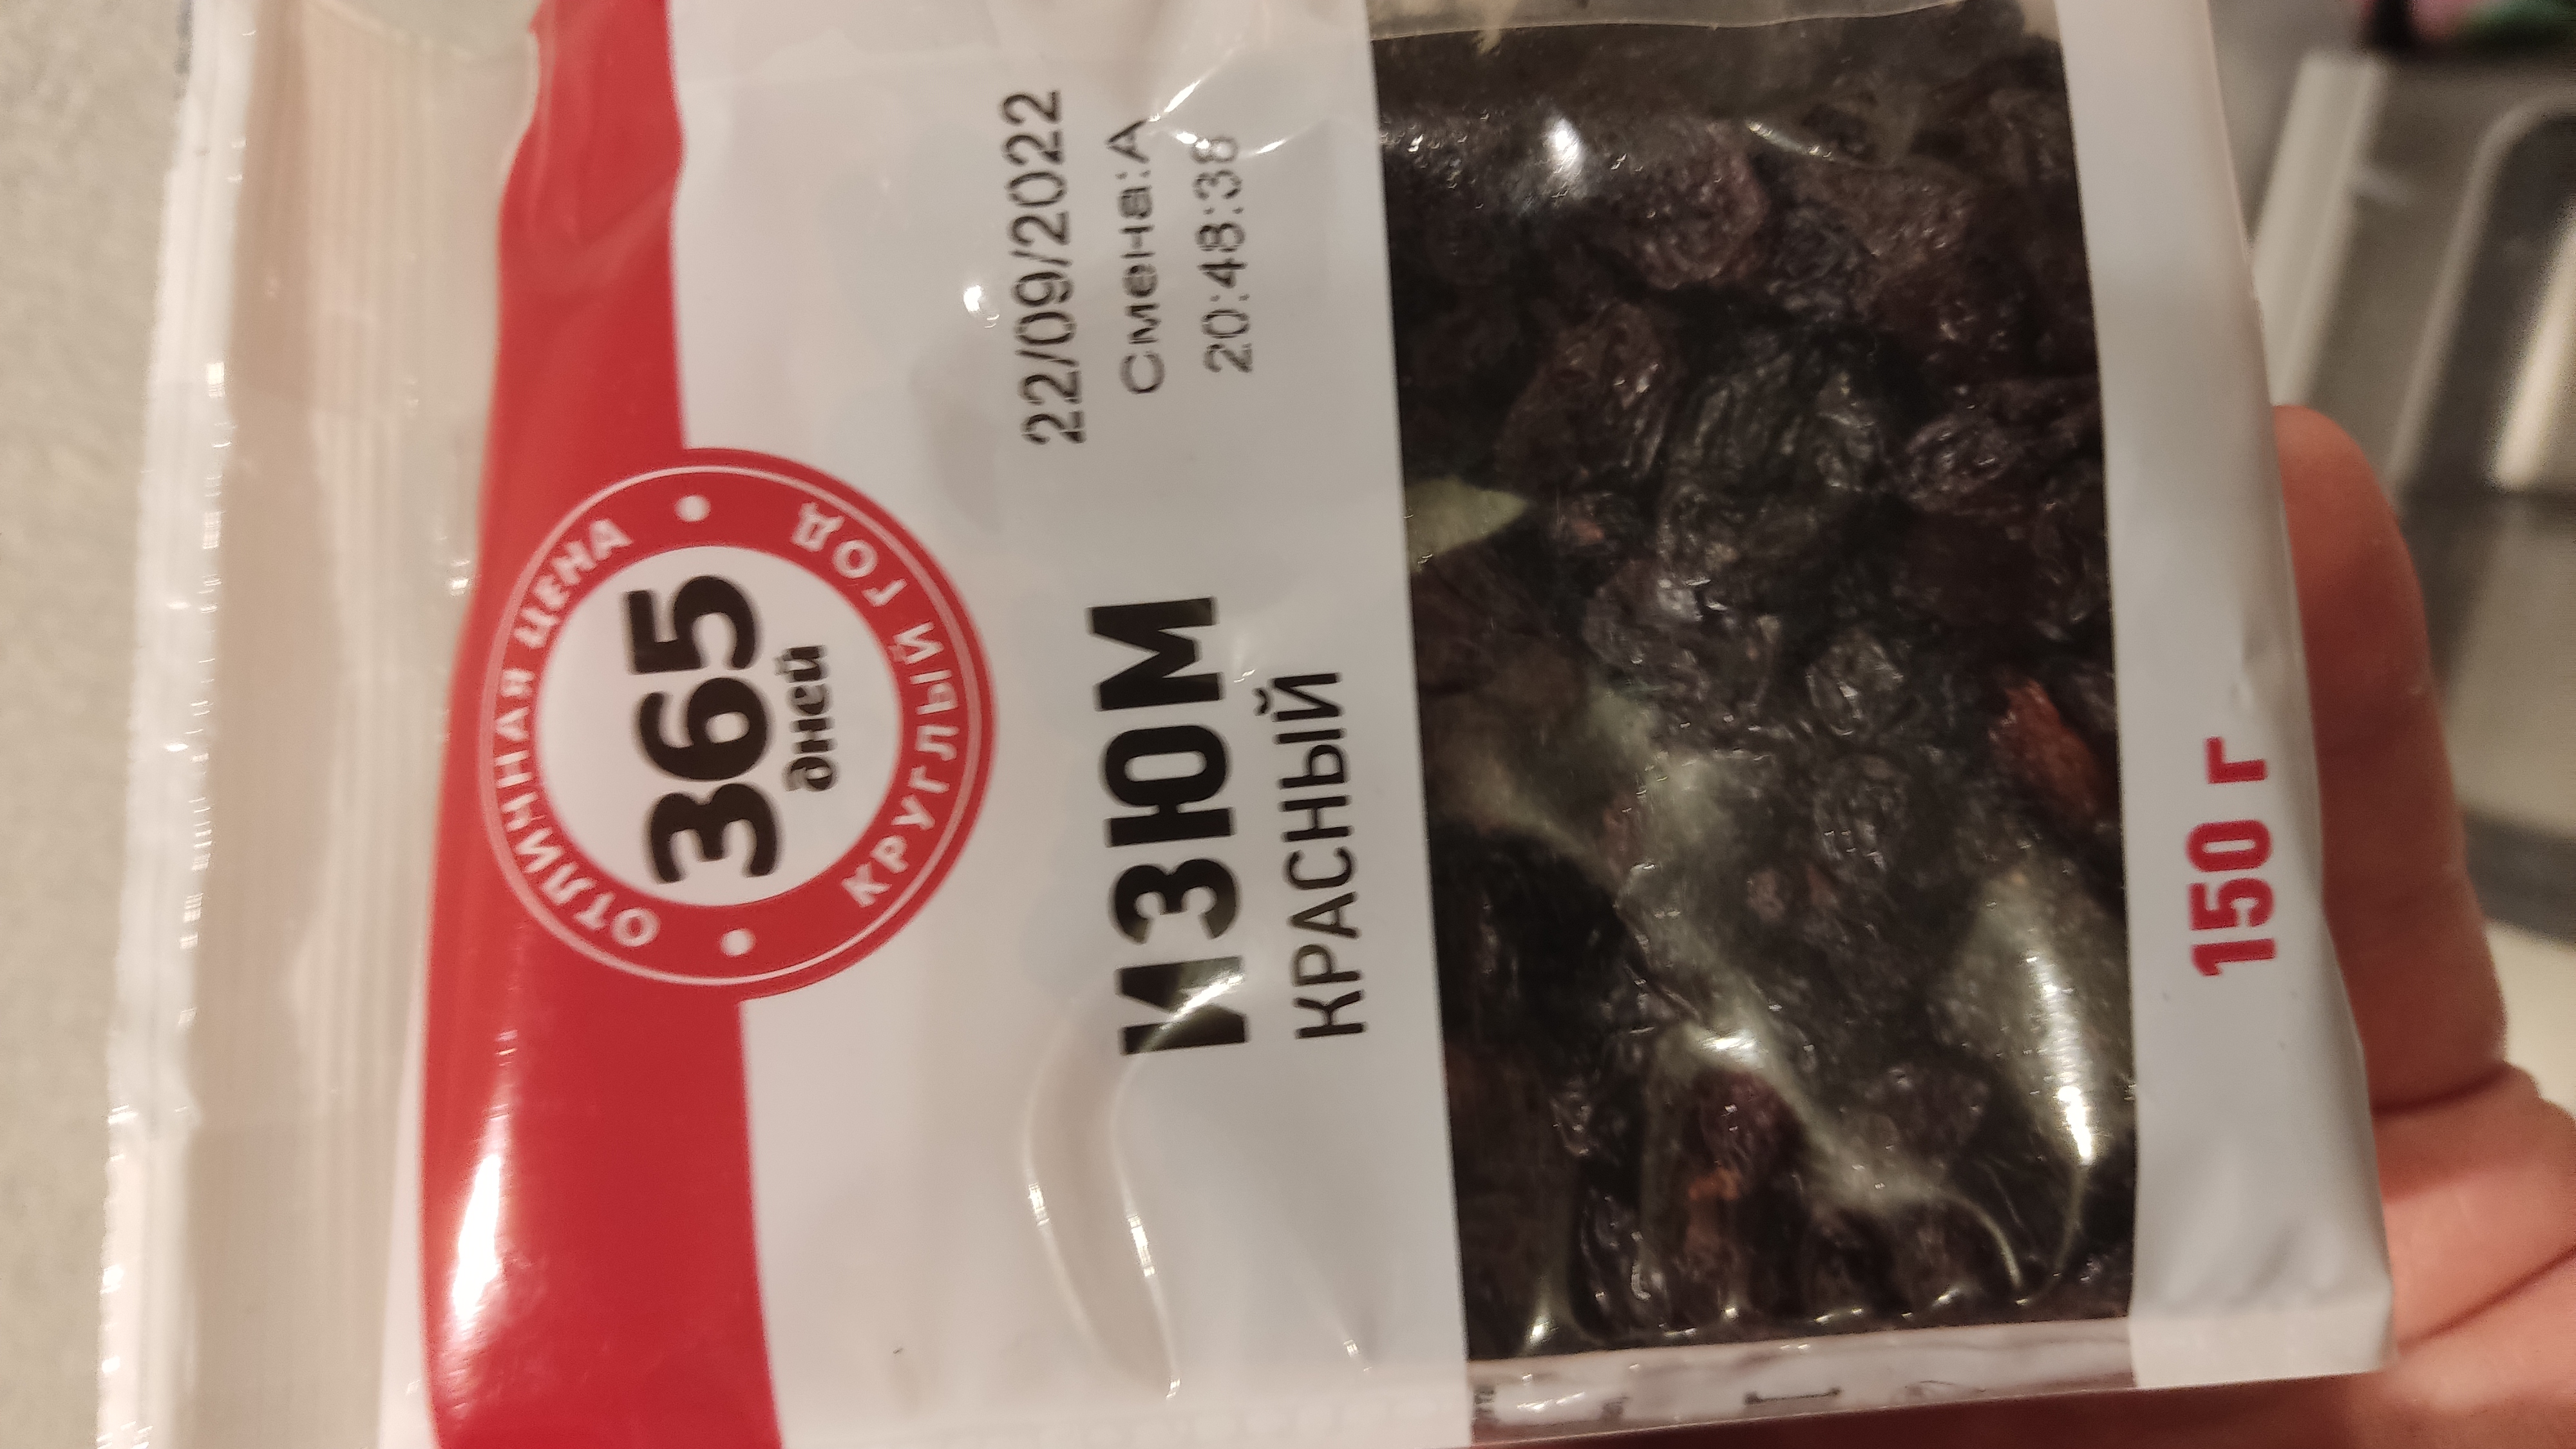 ОТЛИЧНАЯ ЦЕНА
365
дней
КРУГЛЫЙ ГОД
22/09/2022
Смена:А
20:48:38
ИЗЮМ
КРАСНЫЙ
150 г